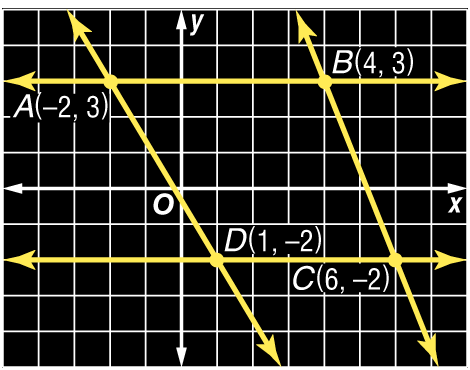 y
B(4, 3)
A(−2, 3)
O
x
D(1, −2)
C(6, −2)